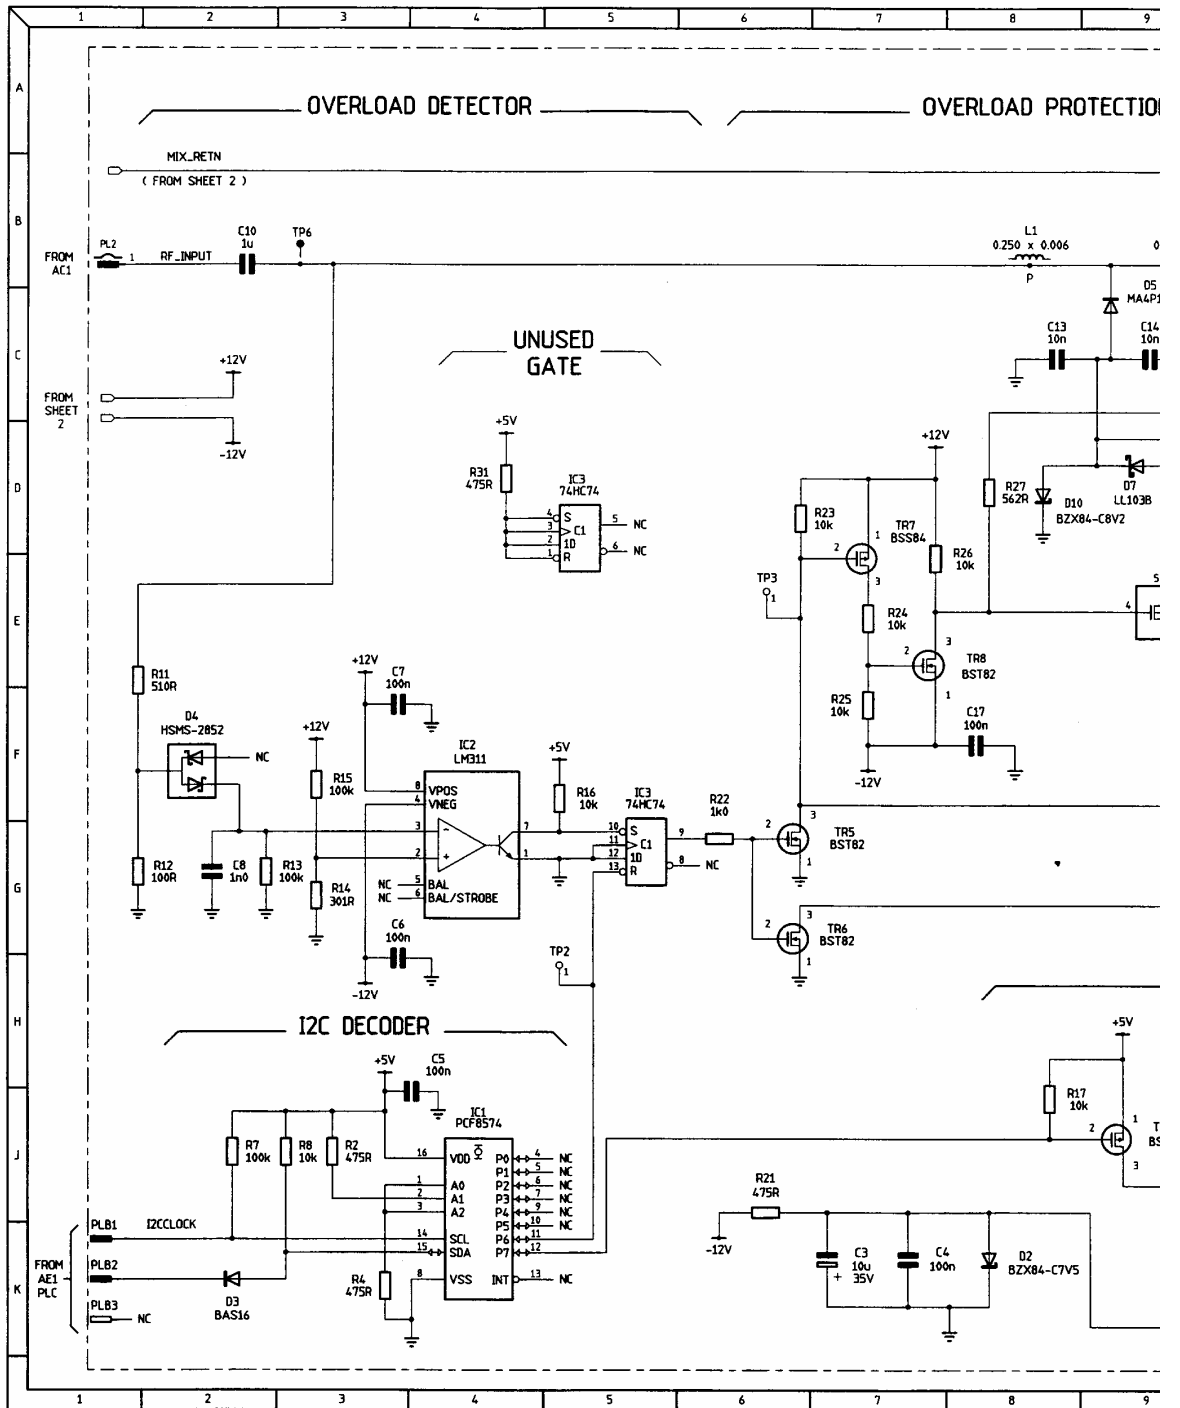 1 2 3 4 5 6 7 8 9
A
OVERLOAD DETECTOR
OVERLOAD PROTECTIO
MIX_RETN
( FROM SHEET 2 )
B
FROM
AC1
PL2
1
RF_INPUT
C10
1u
TP6
L1
0.250 x 0.006
P
0
D5
MA4P1
C
UNUSED
GATE
C13
10n
C14
10n
+12V
FROM
SHEET
2
-12V
+5V
+12V
D
R31
475R
IC3
74HC74
4 S
3 C1
2 1D
1 R
5 NC
6 NC
R23
10k
TR7
BSS84
1
2
3
R26
10k
R27
562R
D10
BZX84-C8V2
D7
LL103B
E
TP3
1
R24
10k
S
4
R11
510R
+12V
C7
100n
2
3
TR8
BST82
1
R25
10k
F
D4
HSMS-2852
NC
+12V
R15
100k
IC2
LM311
+5V
R16
10k
C17
100n
-12V
8 VPOS
4 VNEG
3 -
2 +
7
1
5 BAL
6 BAL/STROBE
NC
NC
IC3
74HC74
10 S
11 C1
12 1D
13 R
9
8 NC
R22
1k0
2
3
TR5
BST82
1
G
R12
100R
C8
1n0
R13
100k
R14
301R
C6
100n
-12V
TP2
1
2
3
TR6
BST82
1
H
I2C DECODER
+5V
C5
100n
+5V
R17
10k
1
2
3
T
BS
J
R7
100k
R8
10k
R2
475R
IC1
PCF8574
16 VDD
1 A0
2 A1
3 A2
14 SCL
15 SDA
8 VSS
P0 4 NC
P1 5 NC
P2 6 NC
P3 7 NC
P4 9 NC
P5 10 NC
P6 11
P7 12
INT 13 NC
R21
475R
-12V
K
FROM
AE1
PLC
PLB1
I2CCLOCK
PLB2
PLB3
NC
D3
BAS16
R4
475R
C3
10u
35V
+
C4
100n
D2
BZX84-C7V5
1 2 3 4 5 6 7 8 9